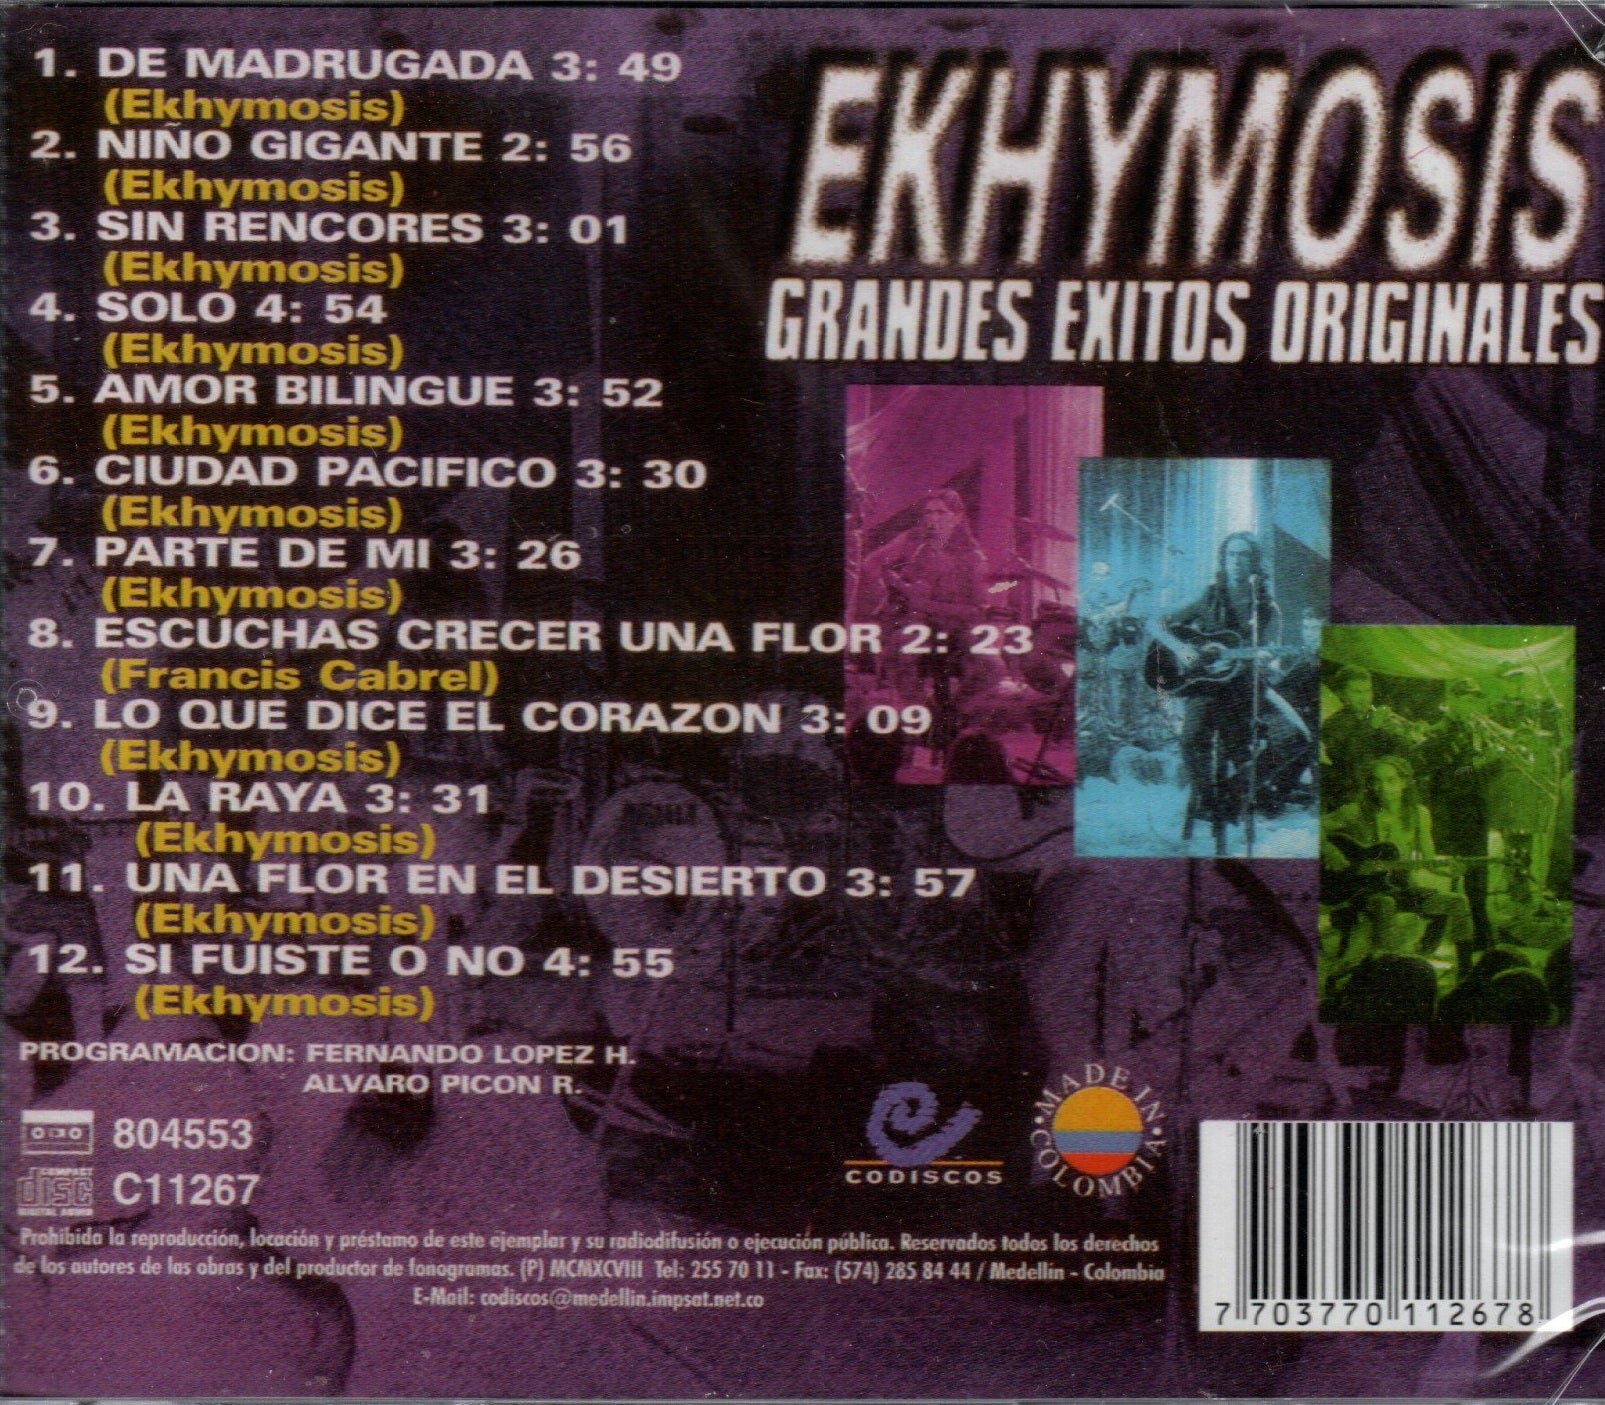 1. DE MADRUGADA 3: 49
(Ekhymosis)
2. NIÑO GIGANTE 2: 56
(Ekhymosis)
3. SIN RENCORES 3: 01
(Ekhymosis)
4. SOLO 4: 54
(Ekhymosis)
5. AMOR BILINGUE 3: 52
(Ekhymosis)
6. CIUDAD PACIFICO 3: 30
(Ekhymosis)
7. PARTE DE MI 3: 26
(Ekhymosis)
8. ESCUCHAS CRECER UNA FLOR 2: 23
(Francis Cabrel)
9. LO QUE DICE EL CORAZON 3: 09
(Ekhymosis)
10. LA RAYA 3: 31
(Ekhymosis)
11. UNA FLOR EN EL DESIERTO 3: 57
(Ekhymosis)
12. SI FUISTE O NO 4: 55
(Ekhymosis)
PROGRAMACION: FERNANDO LOPEZ H.
ALVARO PICON R.
EKHYMOSIS
GRANDES EXITOS ORIGINALES
804553
COMPACT
disc
DIGITAL AUDIO
C11267
CODISCOS
MADE IN
COLOMBIA
Prohibida la reproducción, locación y préstamo de este ejemplar y su radiodifusión o ejecución pública. Reservados todos los derechos
de los autores de las obras y del productor de fonogramas. (P) MCMXCVIII Tel: 255 70 11 - Fax: (574) 285 84 44 / Medellin - Colombia
E-Mail: codiscos@medellin.impsat.net.co
7 703770 112678